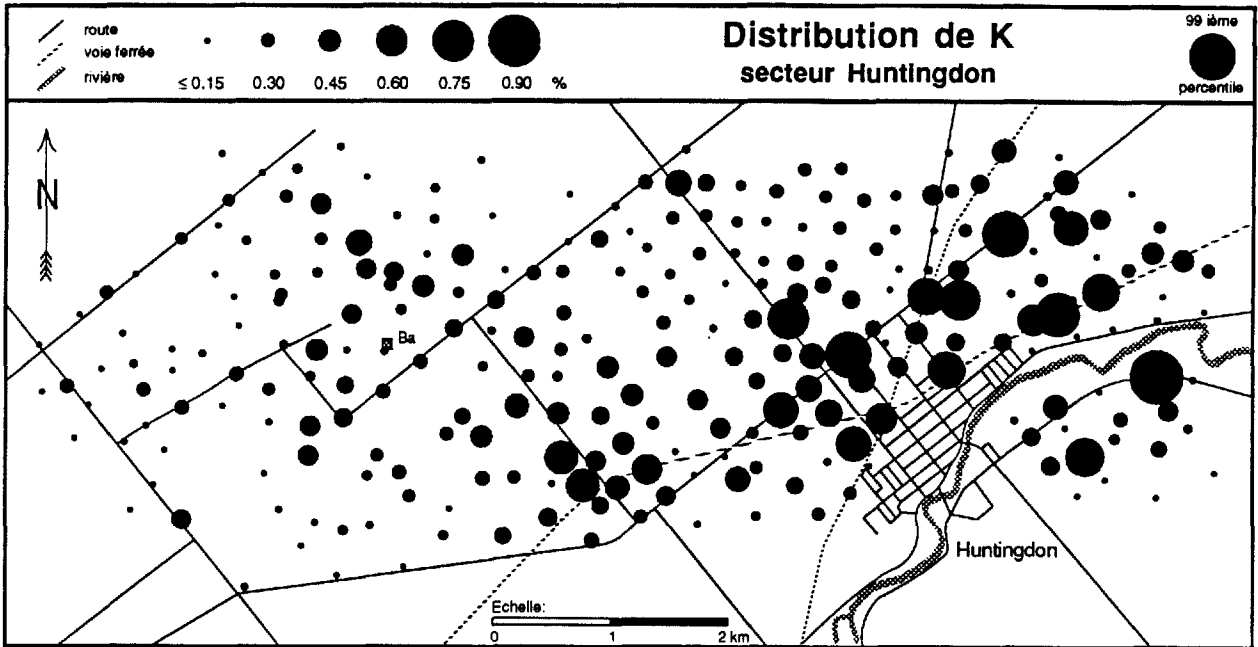 route
voie ferrée
rivière
≤ 0.15 0.30 0.45 0.60 0.75 0.90 %
Distribution de K
secteur Huntingdon
99 ième
percentile
N
Ba
Huntingdon
Echelle:
0 1 2 km